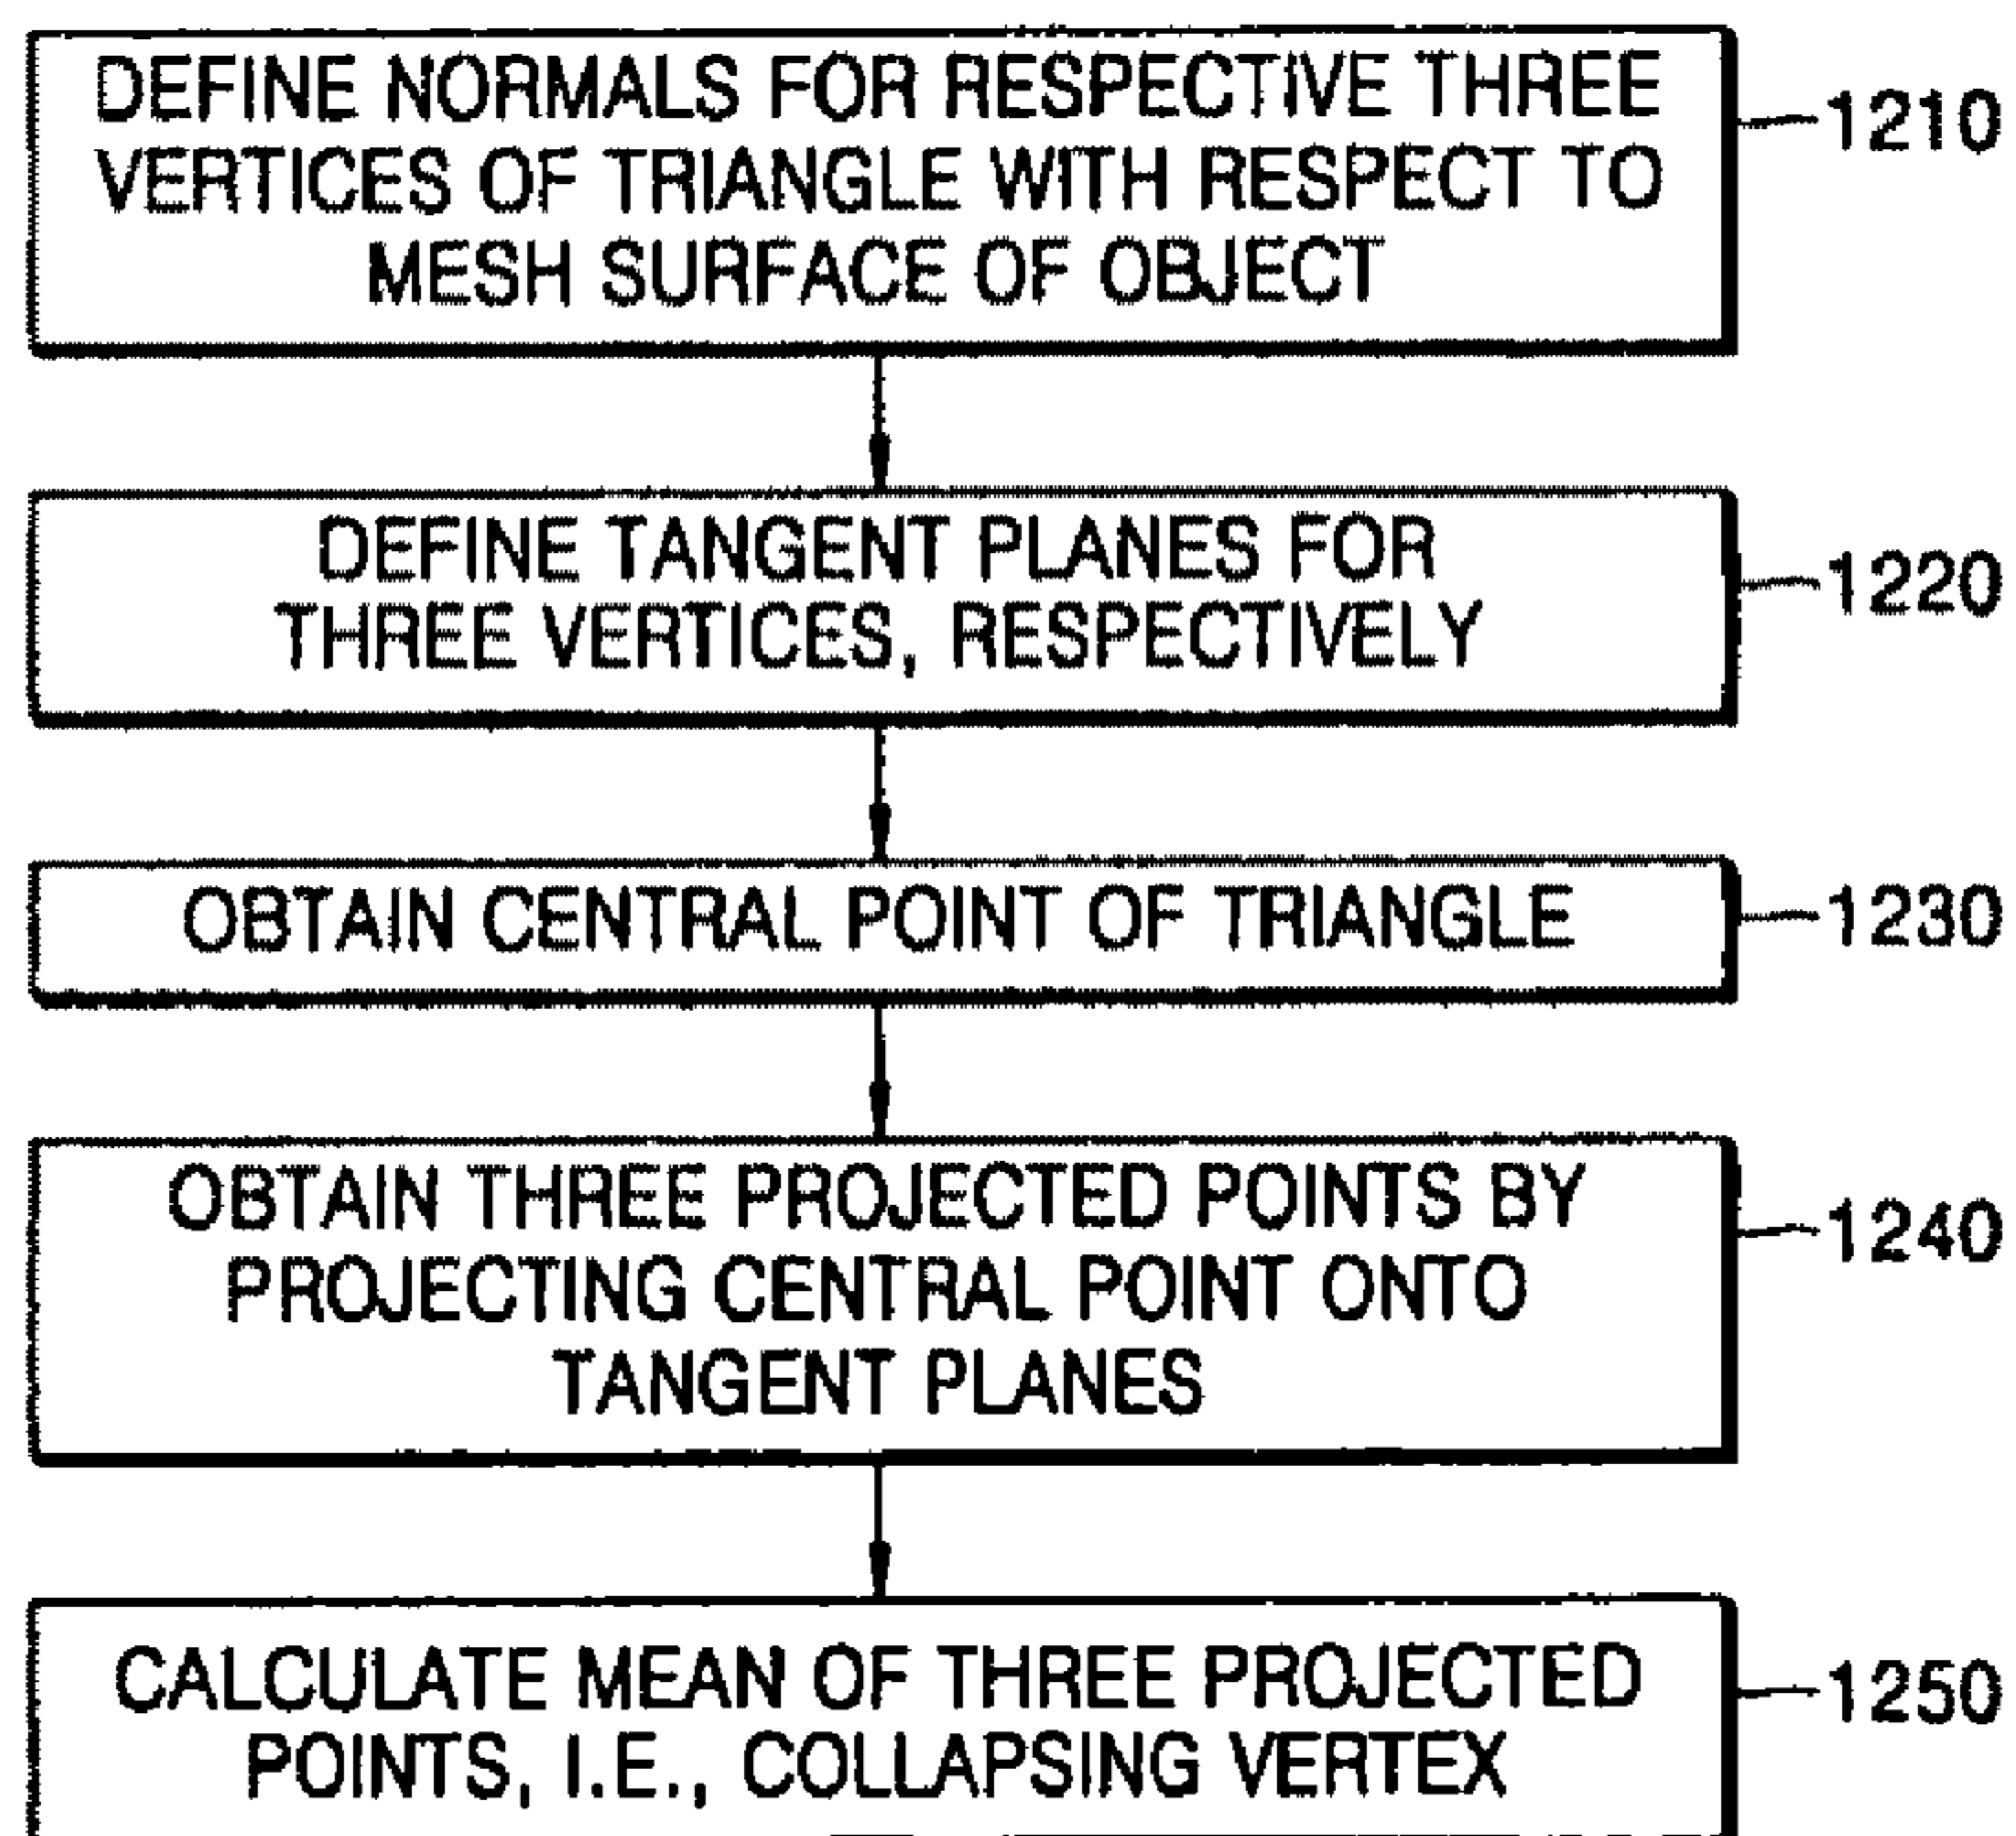 DEFINE NORMALS FOR RESPECTIVE THREE
VERTICES OF TRIANGLE WITH RESPECT TO
MESH SURFACE OF OBJECT
1210
DEFINE TANGENT PLANES FOR
THREE VERTICES, RESPECTIVELY
1220
OBTAIN CENTRAL POINT OF TRIANGLE
1230
OBTAIN THREE PROJECTED POINTS BY
PROJECTING CENTRAL POINT ONTO
TANGENT PLANES
1240
CALCULATE MEAN OF THREE PROJECTED
POINTS, I.E., COLLAPSING VERTEX
1250